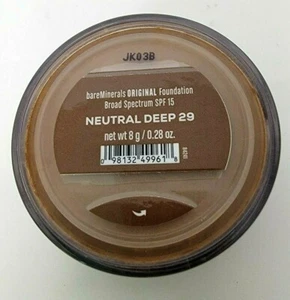 JK03B
bareMinerals ORIGINAL Foundation
Broad Spectrum SPF 15
NEUTRAL DEEP 29
net wt 8 g / 0.28 oz.
0 98132 49961 8